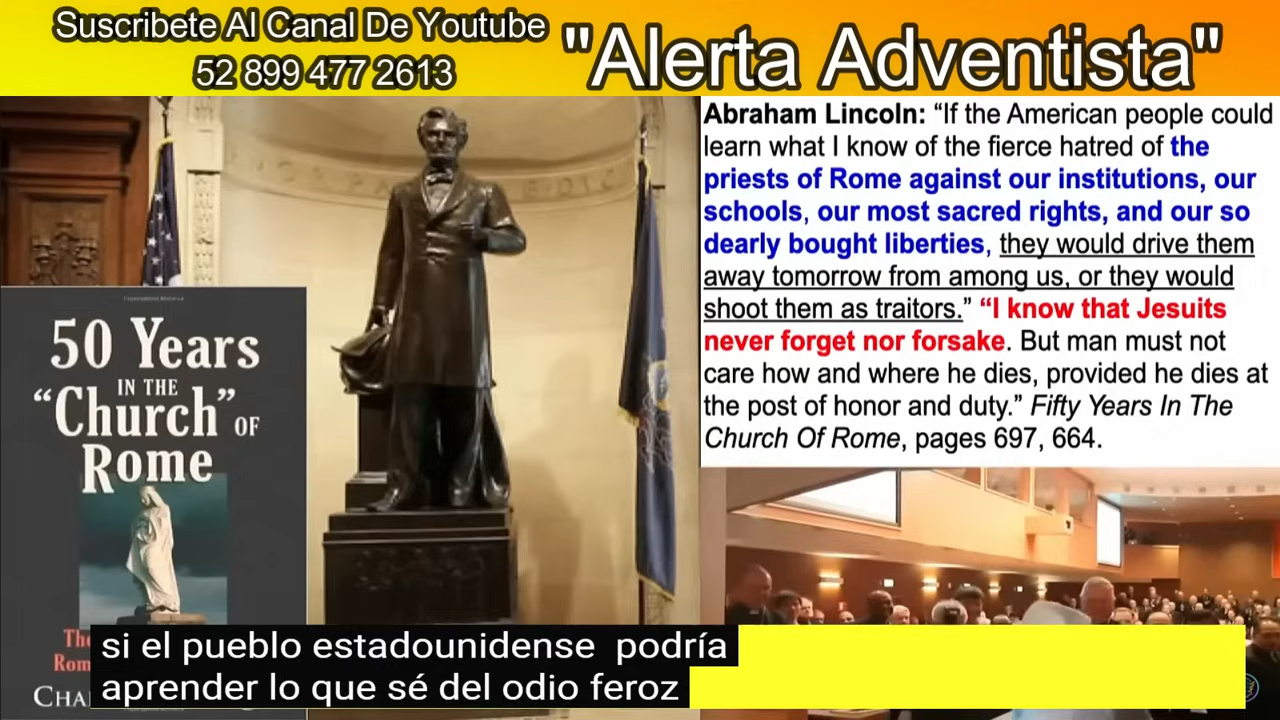 Suscribete Al Canal De Youtube
52 899 477 2613
"Alerta Adventista"
Abraham Lincoln: “If the American people could
learn what I know of the fierce hatred of the
priests of Rome against our institutions, our
schools, our most sacred rights, and our so
dearly bought liberties, they would drive them
away tomorrow from among us, or they would
shoot them as traitors.” “I know that Jesuits
never forget nor forsake. But man must not
care how and where he dies, provided he dies at
the post of honor and duty.” Fifty Years In The
Church Of Rome, pages 697, 664.
50 Years
IN THE
“Church” OF
Rome
The
Rom
CHA
si el pueblo estadounidense podría
aprender lo que sé del odio feroz